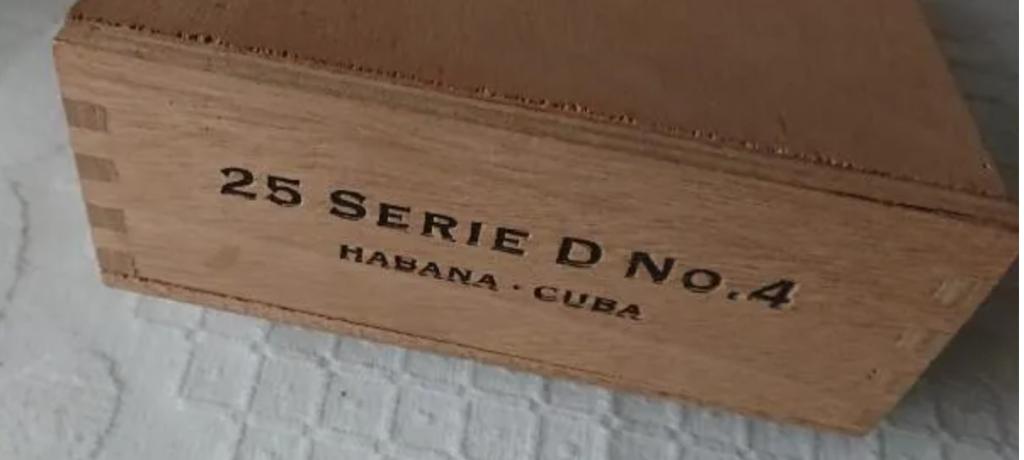 25 SERIE D No.4
HABANA · CUBA